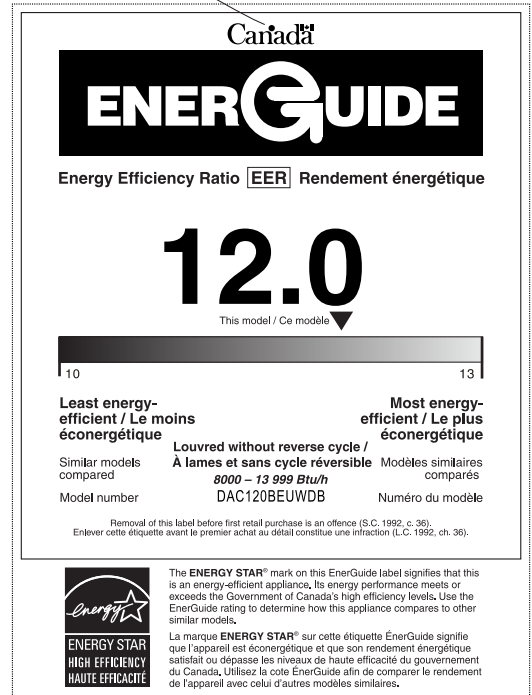 Canada
ENERGUIDE
Energy Efficiency Ratio EER Rendement énergétique
12.0
This model / Ce modèle
10
13
Least energy-
efficient / Le moins
éconergétique
Most energy-
efficient / Le plus
éconergétique
Louvred without reverse cycle /
Similar models
compared
À lames et sans cycle réversible
Modèles similaires
comparés
8000 – 13 999 Btu/h
Model number
DAC120BEUWDB
Numéro du modèle
Removal of this label before first retail purchase is an offence (S.C. 1992, c. 36).
Enlever cette étiquette avant le premier achat au détail constitue une infraction (L.C. 1992, ch. 36).
energy
ENERGY STAR
HIGH EFFICIENCY
HAUTE EFFICACITÉ
The ENERGY STAR® mark on this EnerGuide label signifies that this
is an energy-efficient appliance. Its energy performance meets or
exceeds the Government of Canada's high efficiency levels. Use the
EnerGuide rating to determine how this appliance compares to other
similar models.
La marque ENERGY STAR® sur cette étiquette ÉnerGuide signifie
que l'appareil est éconergétique et que son rendement énergétique
satisfait ou dépasse les niveaux de haute efficacité du gouvernement
du Canada. Utilisez la cote ÉnerGuide afin de comparer le rendement
de l'appareil avec celui d'autres modèles similaires.